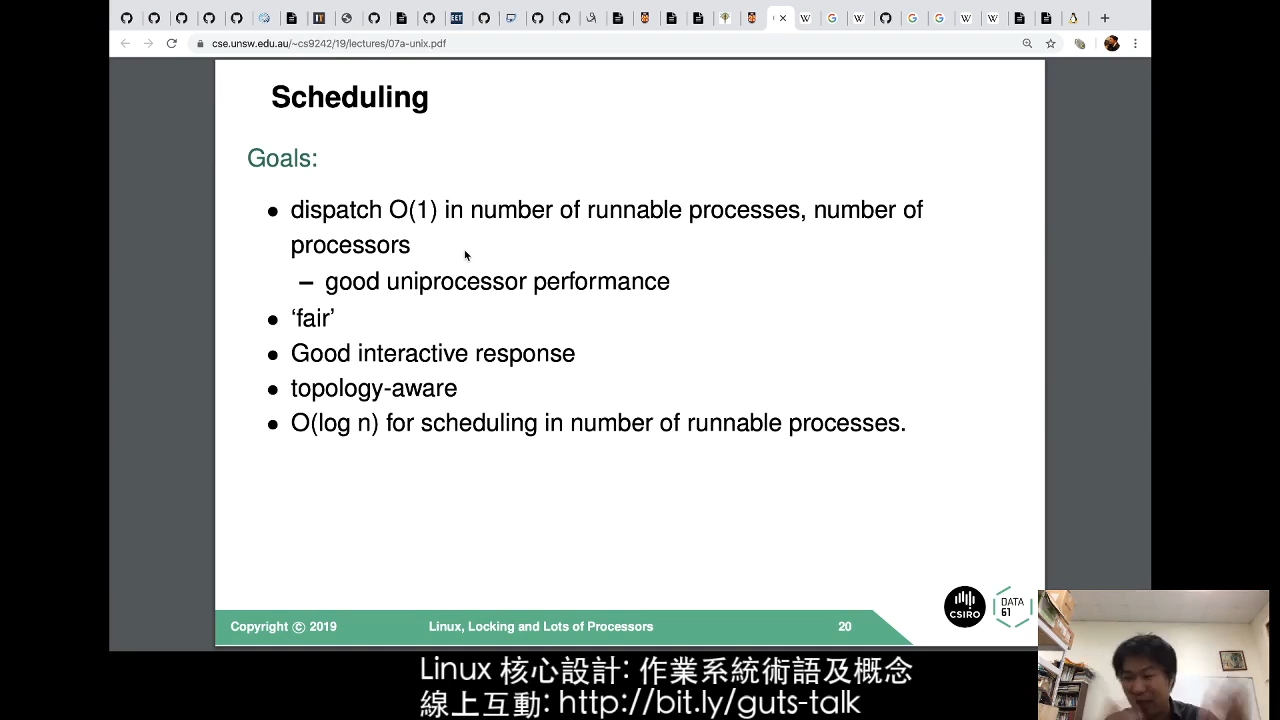 cse.unsw.edu.au/~cs9242/19/lectures/07a-unix.pdf
Scheduling
Goals:
• dispatch O(1) in number of runnable processes, number of
processors
– good uniprocessor performance
• ‘fair’
• Good interactive response
• topology-aware
• O(log n) for scheduling in number of runnable processes.
CSIRO
DATA
61
Copyright © 2019
Linux, Locking and Lots of Processors
20
Linux 核心設計: 作業系統術語及概念
線上互動: http://bit.ly/guts-talk